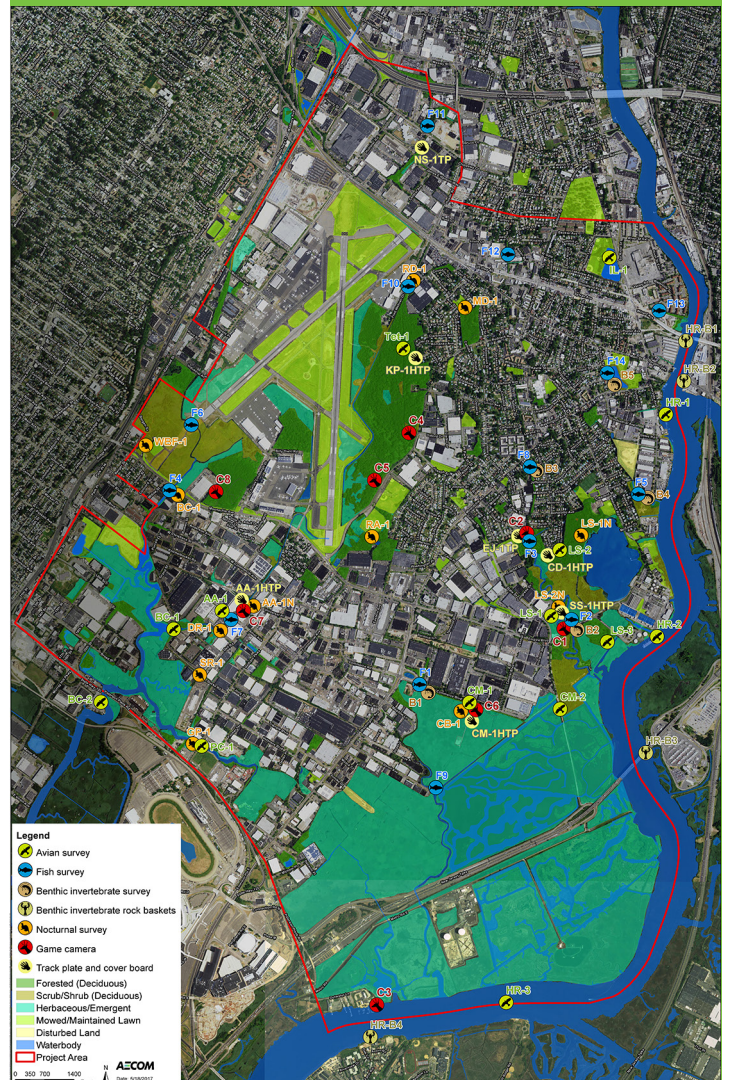 F11
NS-1TP
F12
IL-1
BD-1
F10
MD-1
F13
HR-B1
Tet-1
KP-1HTP
F14
B5
HR-B2
HR-1
F6
WBF-1
C4
F4
BC-1
C8
C5
F8
B3
F5
B4
RA-1
C2
EJ-1TP
F3
LS-1N
LS-2
CD-1HTP
AA-1HTP
AA-1
AA-1N
C7
BC-1
DR-1
F7
LS-2N
SS-1HTP
LS-1
F2
C1
B2
LS-3
HR-2
SR-1
F1
B1
CM-1
C6
CB-1
CM-1HTP
CM-2
BC-2
PC-1
HR-B3
F9
Legend
Avian survey
Fish survey
Benthic invertebrate survey
Benthic invertebrate rock baskets
Nocturnal survey
Game camera
Track plate and cover board
Forested (Deciduous)
Scrub/Shrub (Deciduous)
Herbaceous/Emergent
Mowed/Maintained Lawn
Disturbed Land
Waterbody
Project Area
C3
HR-3
HR-B4
0 350 700 1400
N
AECOM
Date: 5/18/2017